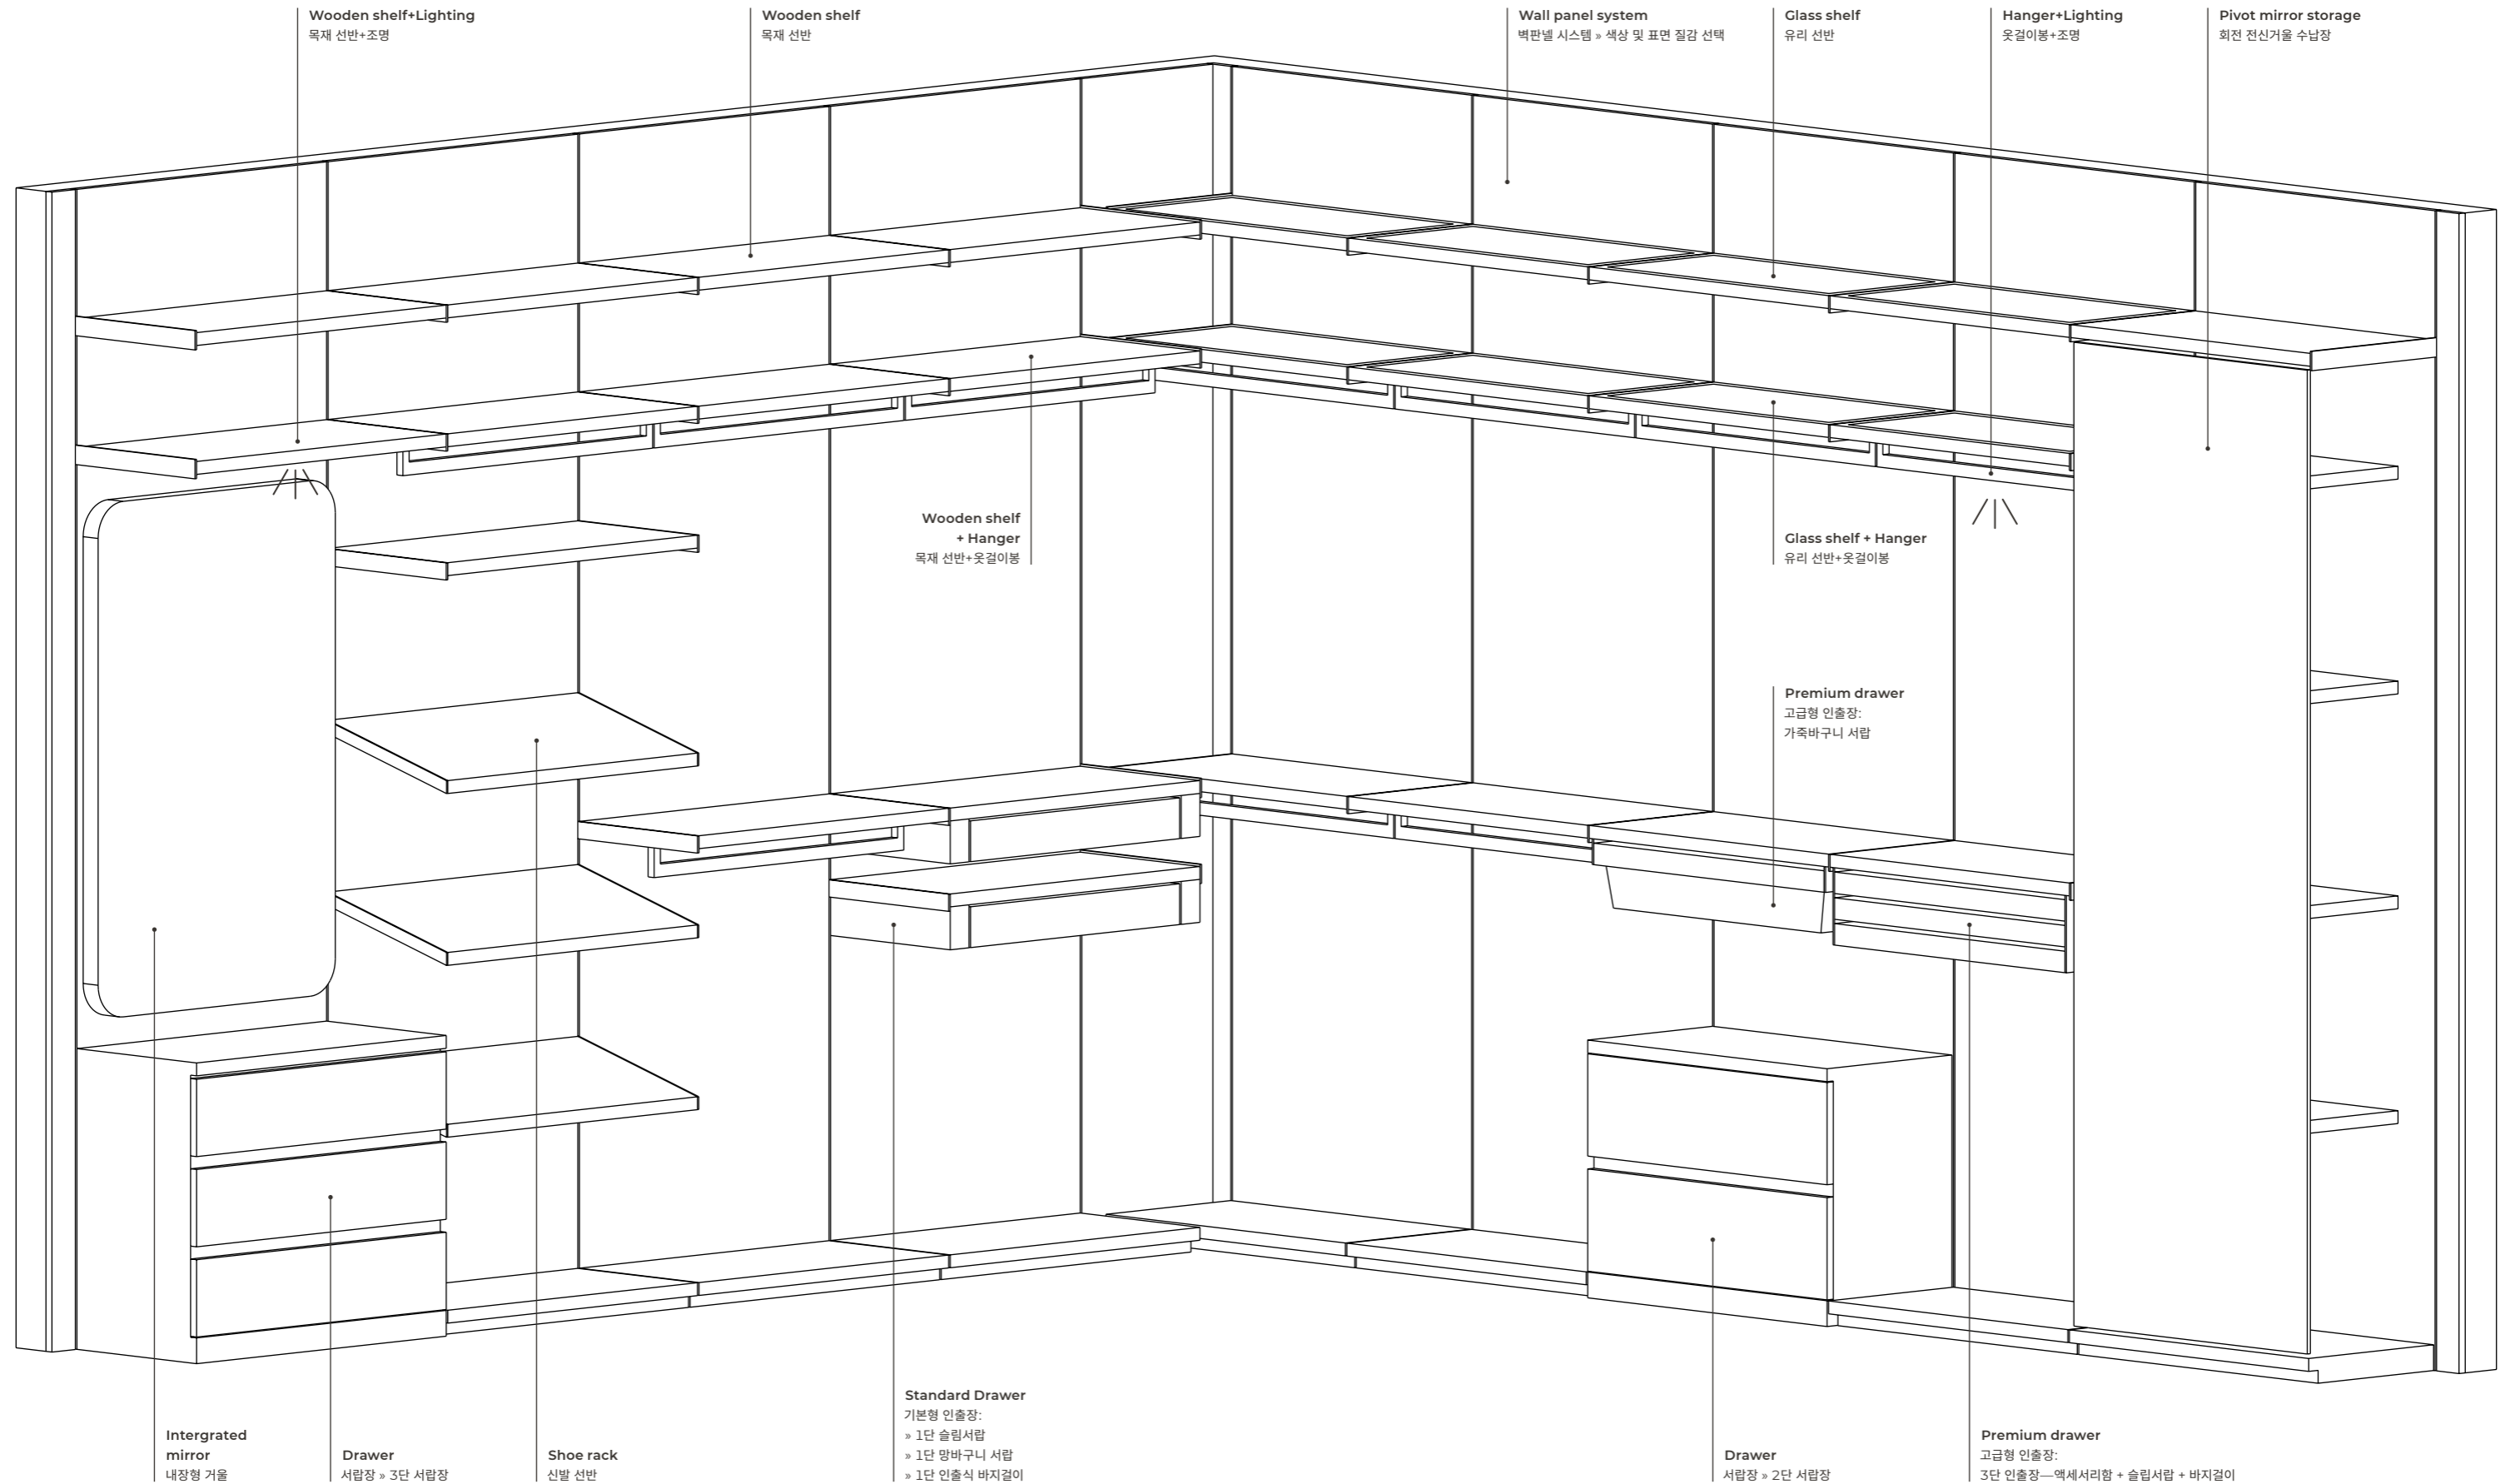 Wooden shelf+Lighting
목재 선반+조명
Wooden shelf
목재 선반
Wall panel system
벽판넬 시스템 » 색상 및 표면 질감 선택
Glass shelf
유리 선반
Hanger+Lighting
옷걸이봉+조명
Pivot mirror storage
회전 전신거울 수납장
Wooden shelf
+ Hanger
목재 선반+옷걸이봉
Glass shelf + Hanger
유리 선반+옷걸이봉
Premium drawer
고급형 인출장:
가죽바구니 서랍
Intergrated
mirror
내장형 거울
Drawer
서랍장 » 3단 서랍장
Shoe rack
신발 선반
Standard Drawer
기본형 인출장:
» 1단 슬림서랍
» 1단 망바구니 서랍
» 1단 인출식 바지걸이
Drawer
서랍장 » 2단 서랍장
Premium drawer
고급형 인출장:
3단 인출장—액세서리함 + 슬립서랍 + 바지걸이